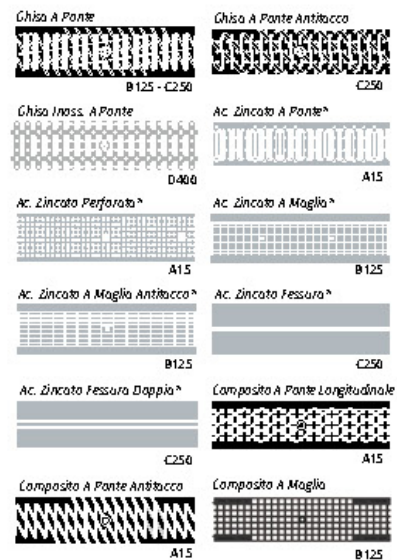 Ghisa A Ponte
B125 - C250
Ghisa A Ponte Antitacco
C250
Ghisa Inoss. A Ponte
D400
Ac. Zincato A Ponte*
A15
Ac. Zincato Perforata*
A15
Ac. Zincato A Maglia*
B125
Ac. Zincato A Maglia Antitacco*
B125
Ac. Zincato Fessura*
C250
Ac. Zincato Fessura Doppia*
C250
Composito A Ponte Longitudinale
A15
Composito A Ponte Antitacco
A15
Composito A Maglia
B125